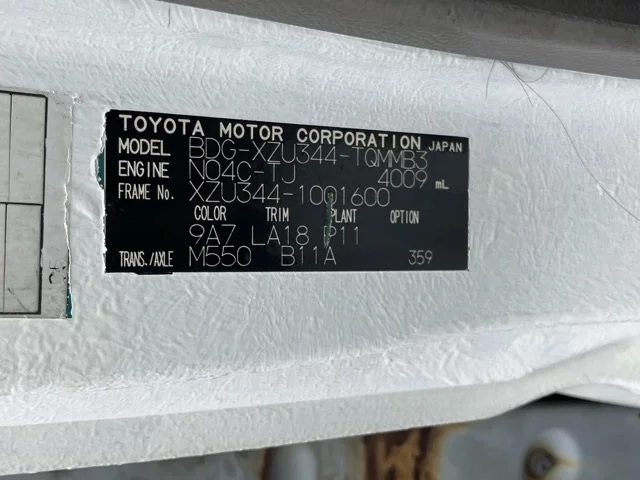 TOYOTA MOTOR CORPORATION JAPAN
MODEL BDG-XZU344-TQMMB3
ENGINE N04C-TJ 4009 mL
FRAME No. XZU344-1001600
COLOR TRIM PLANT OPTION
9A7 LA18 P11
TRANS./AXLE M550 B11A 359